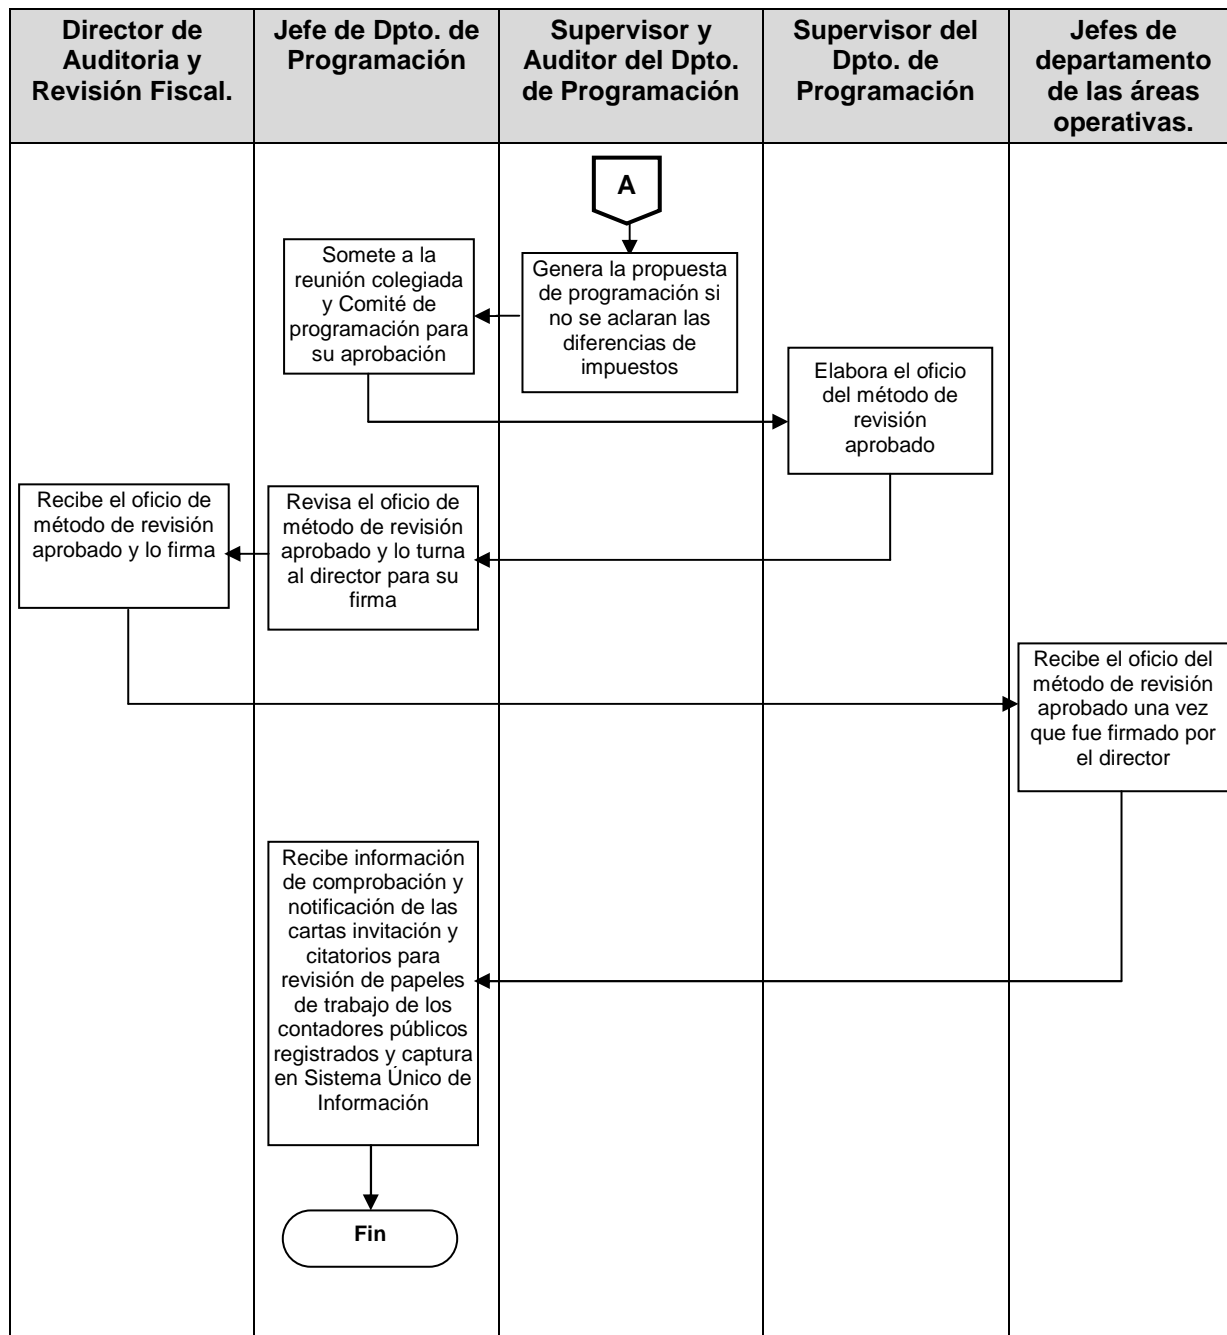 Director de
Auditoria y
Revisión Fiscal.
Jefe de Dpto. de
Programación
Supervisor y
Auditor del Dpto.
de Programación
Supervisor del
Dpto. de
Programación
Jefes de
departamento
de las áreas
operativas.
A
Genera la propuesta
de programación si
no se aclaran las
diferencias de
impuestos
Somete a la
reunión colegiada
y Comité de
programación para
su aprobación
Elabora el oficio
del método de
revisión
aprobado
Revisa el oficio de
método de revisión
aprobado y lo turna
al director para su
firma
Recibe el oficio de
método de revisión
aprobado y lo firma
Recibe el oficio del
método de revisión
aprobado una vez
que fue firmado por
el director
Recibe información
de comprobación y
notificación de las
cartas invitación y
citatorios para
revisión de papeles
de trabajo de los
contadores públicos
registrados y captura
en Sistema Único de
Información
Fin